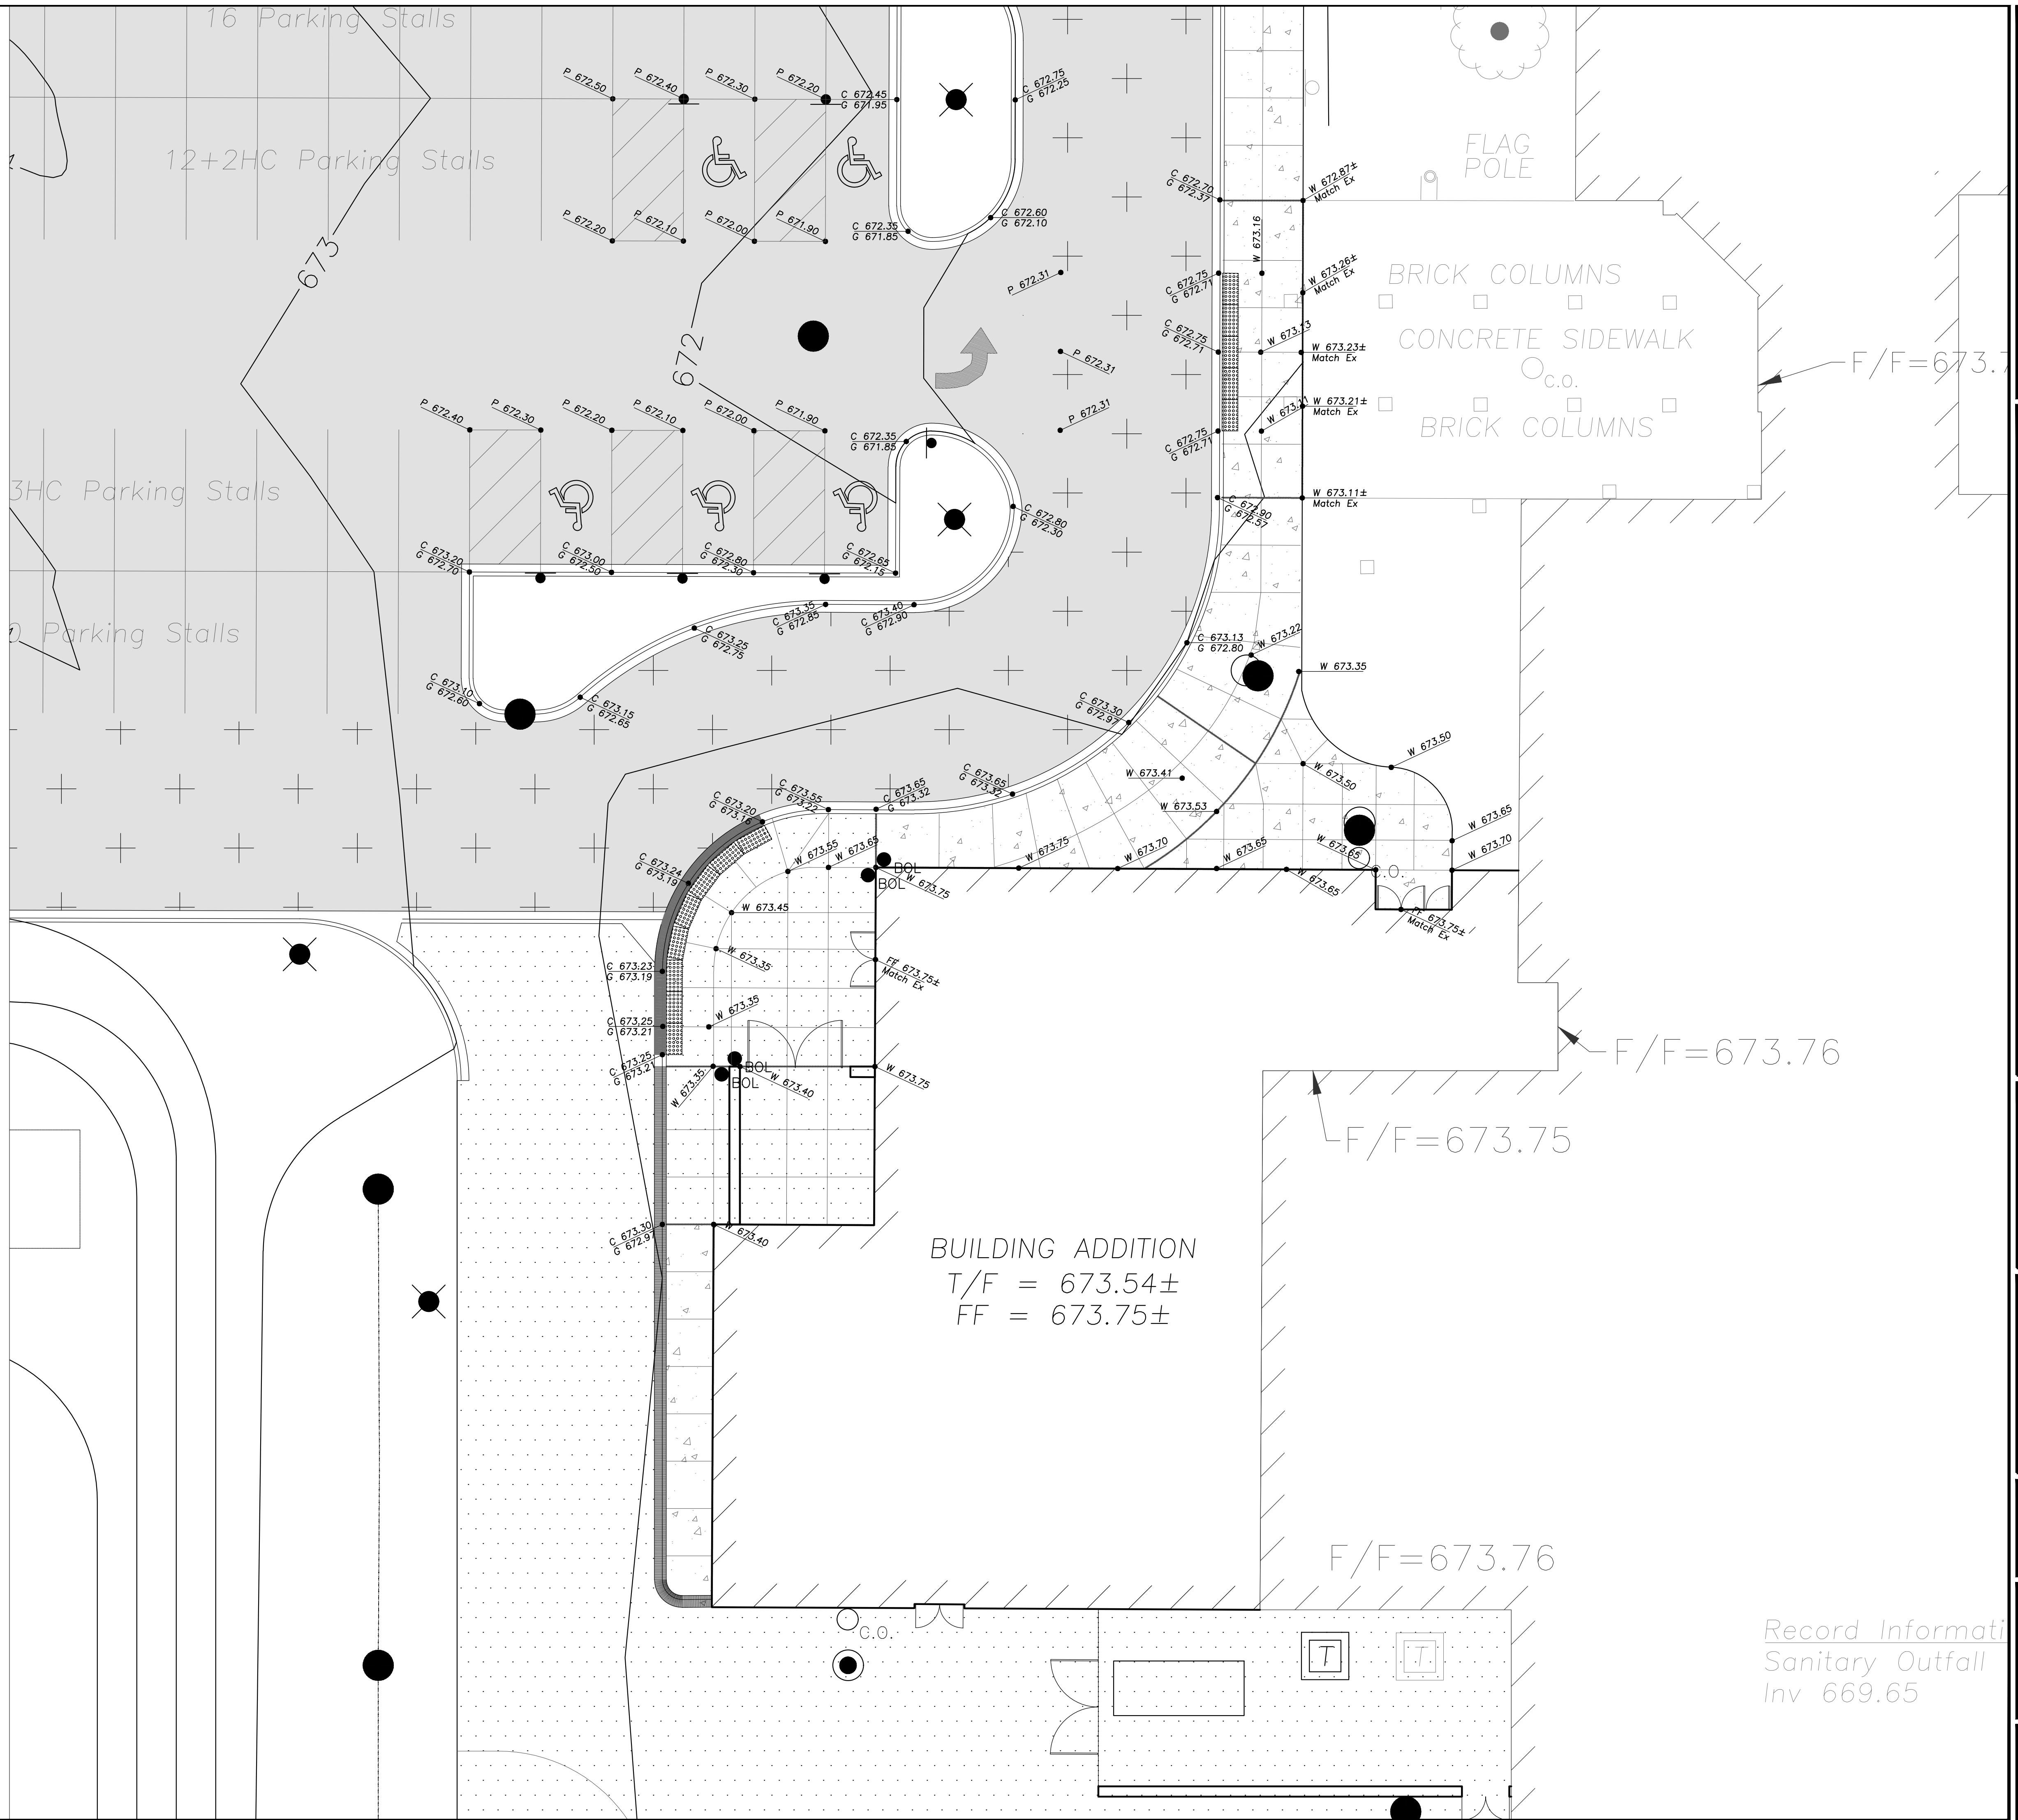 16 Parking Stalls
P 672.50
P 672.40
P 672.30
P 672.20
C 672.45
G 671.95
C 672.75
G 672.25
12+2HC Parking Stalls
FLAG
POLE
C 672.70
G 672.37
W 672.87±
Match Ex
P 672.20
P 672.10
P 672.00
P 671.90
C 672.35
G 671.85
C 672.60
G 672.10
W 673.16
673
P 672.31
C 672.75
G 672.71
W 673.26±
Match Ex
BRICK COLUMNS
672
P 672.31
C 672.75
G 672.71
W 673.13
W 673.23±
Match Ex
CONCRETE SIDEWALK
C.O.
P 672.40
P 672.30
P 672.20
P 672.10
P 672.00
P 671.90
C 672.35
G 671.85
P 672.31
C 672.75
G 672.71
W 673.11
W 673.21±
Match Ex
BRICK COLUMNS
3HC Parking Stalls
C 672.80
G 672.30
C 672.90
G 672.57
W 673.11±
Match Ex
C 673.20
G 672.70
C 673.00
G 672.50
C 672.80
G 672.30
C 672.65
G 672.15
0 Parking Stalls
C 673.25
G 672.75
C 673.35
G 672.85
C 673.40
G 672.90
C 673.13
G 672.80
W 673.22
W 673.35
C 673.10
G 672.60
C 673.15
G 672.65
C 673.30
G 672.97
W 673.50
W 673.50
W 673.41
C 673.20
G 673.16
C 673.55
G 673.22
C 673.65
G 673.32
C 673.65
G 673.32
W 673.53
W 673.65
C 673.24
G 673.19
W 673.55
W 673.65
BOL
BOL
W 673.75
W 673.75
W 673.70
W 673.65
W 673.65
W 673.65
C.O.
W 673.70
W 673.45
FF 673.75±
Match Ex
C 673.23
G 673.19
W 673.35
FF 673.75±
Match Ex
C 673.25
G 673.21
W 673.35
C 673.25
G 673.21
W 673.35
BOL
BOL
W 673.40
W 673.75
F/F=673.76
F/F=673.75
C 673.30
G 672.97
W 673.40
BUILDING ADDITION
T/F = 673.54±
FF = 673.75±
F/F=673.76
C.O.
T
T
Record Informati
Sanitary Outfall
Inv 669.65